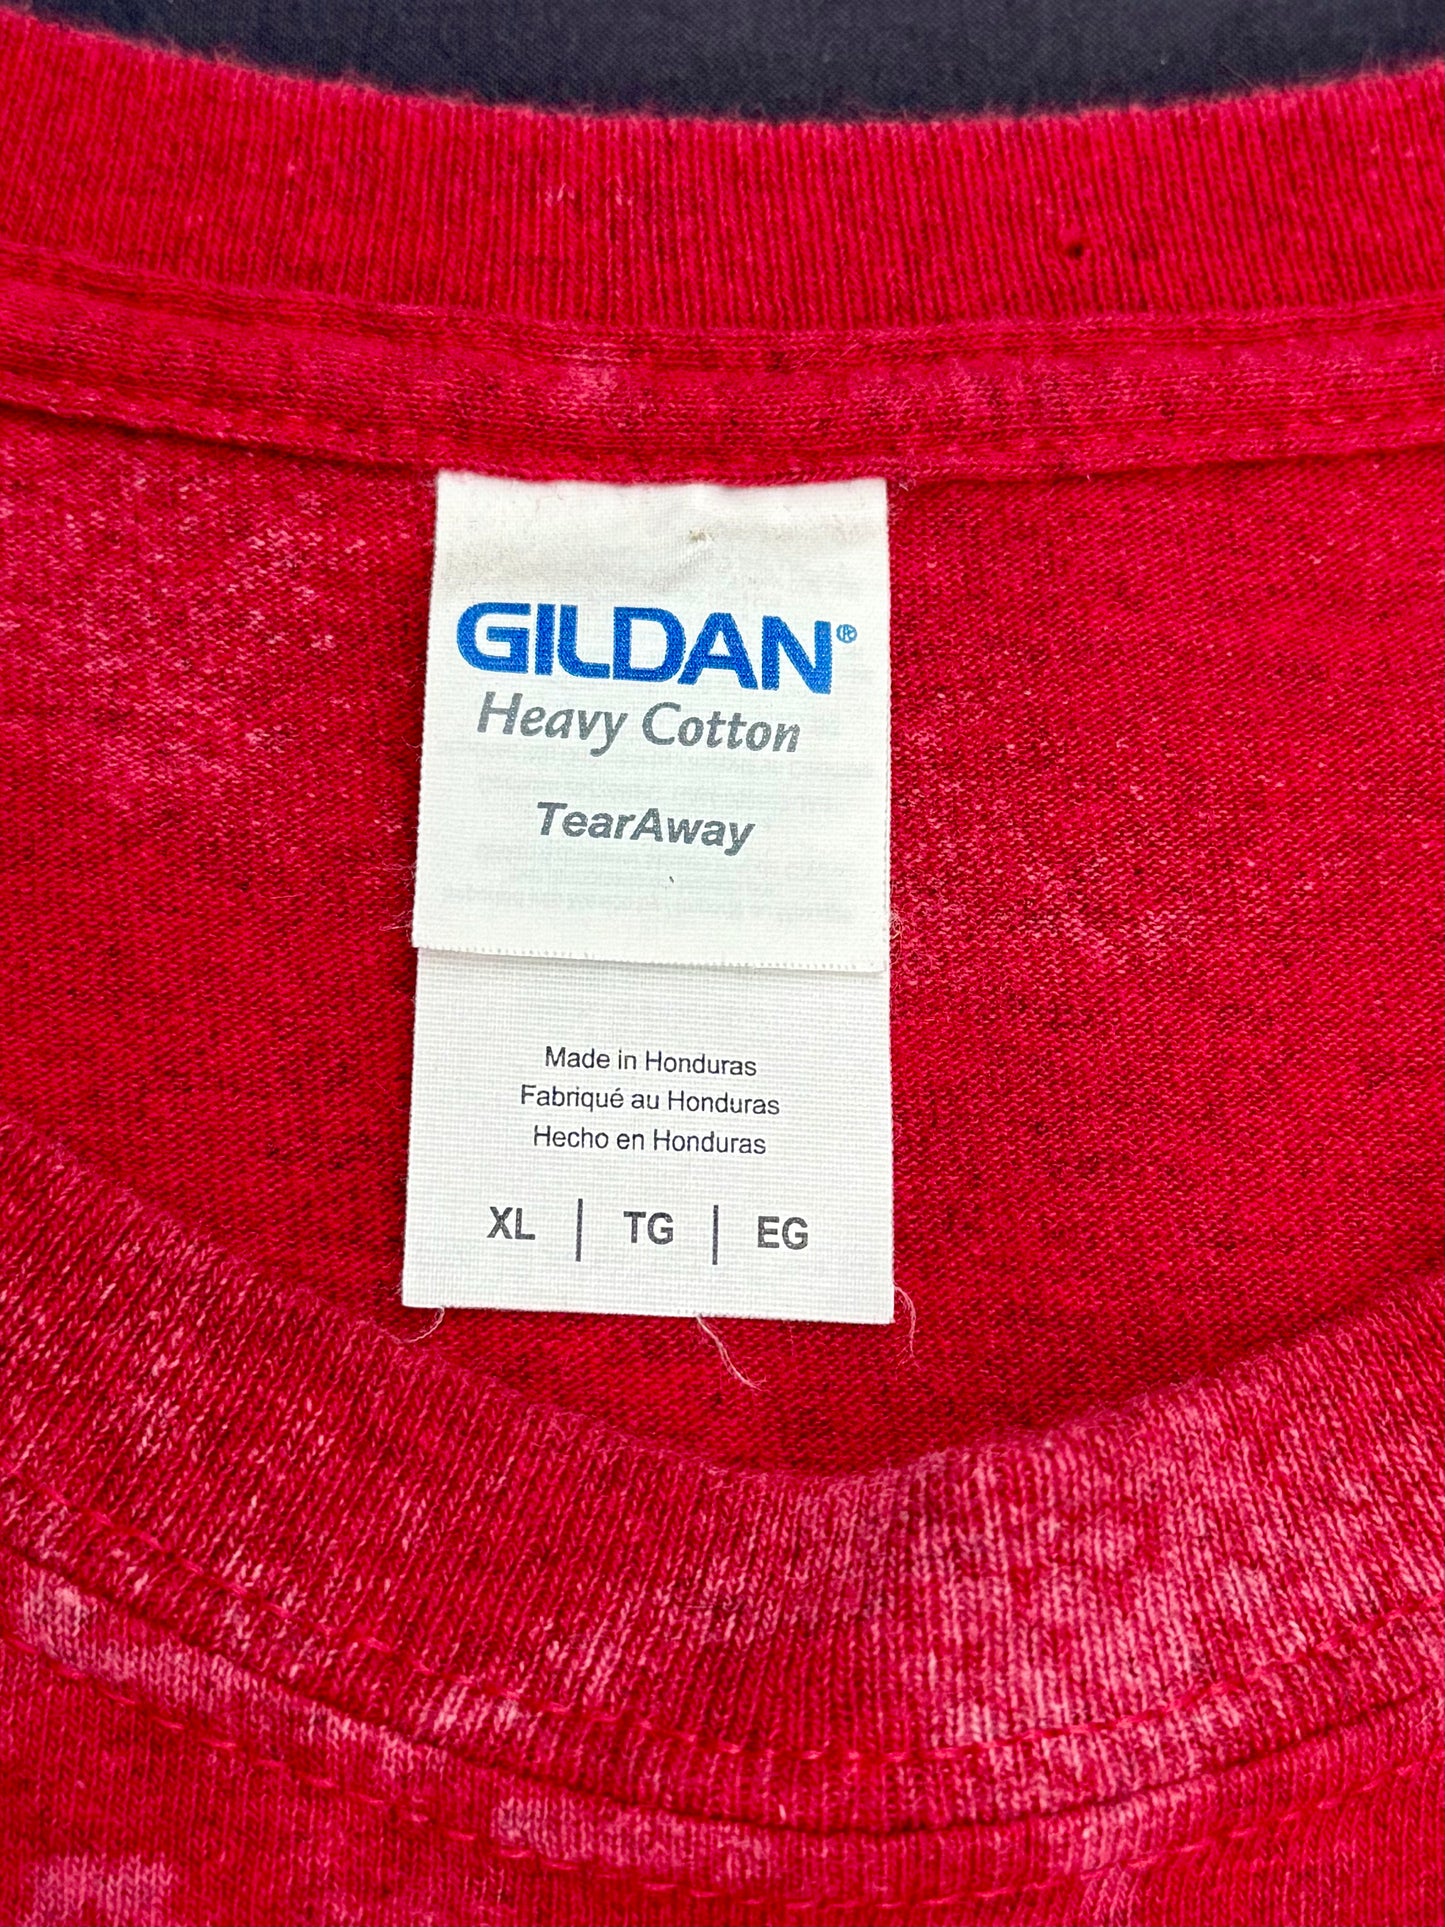 GILDAN®
Heavy Cotton
TearAway
Made in Honduras
Fabriqué au Honduras
Hecho en Honduras
XL | TG | EG